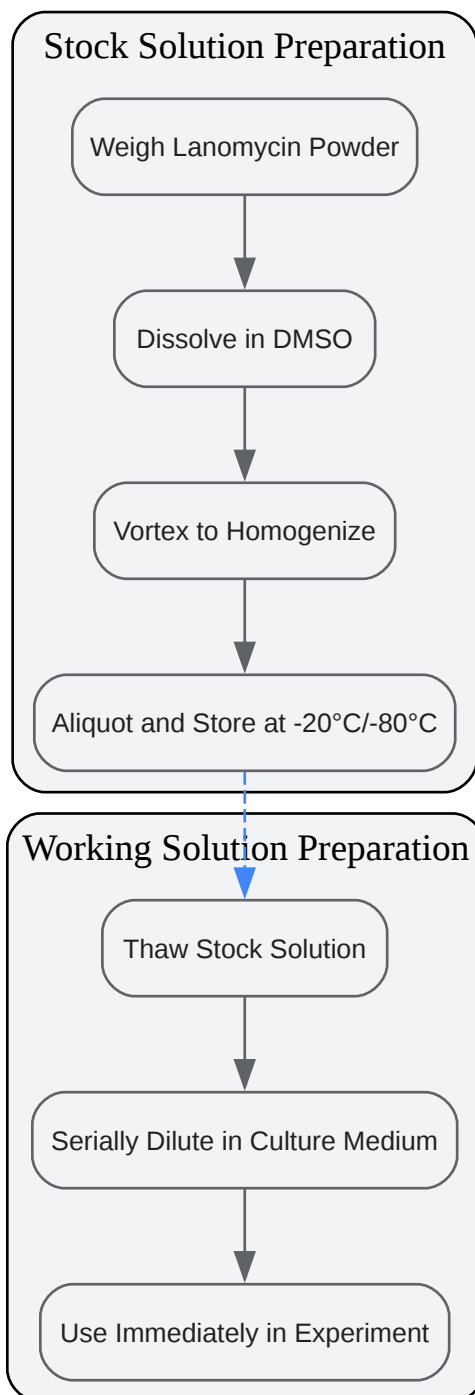 Stock Solution Preparation
Weigh Lanomycin Powder
Dissolve in DMSO
Vortex to Homogenize
Aliquot and Store at -20°C/-80°C
Working Solution Preparation
Thaw Stock Solution
Serially Dilute in Culture Medium
Use Immediately in Experiment